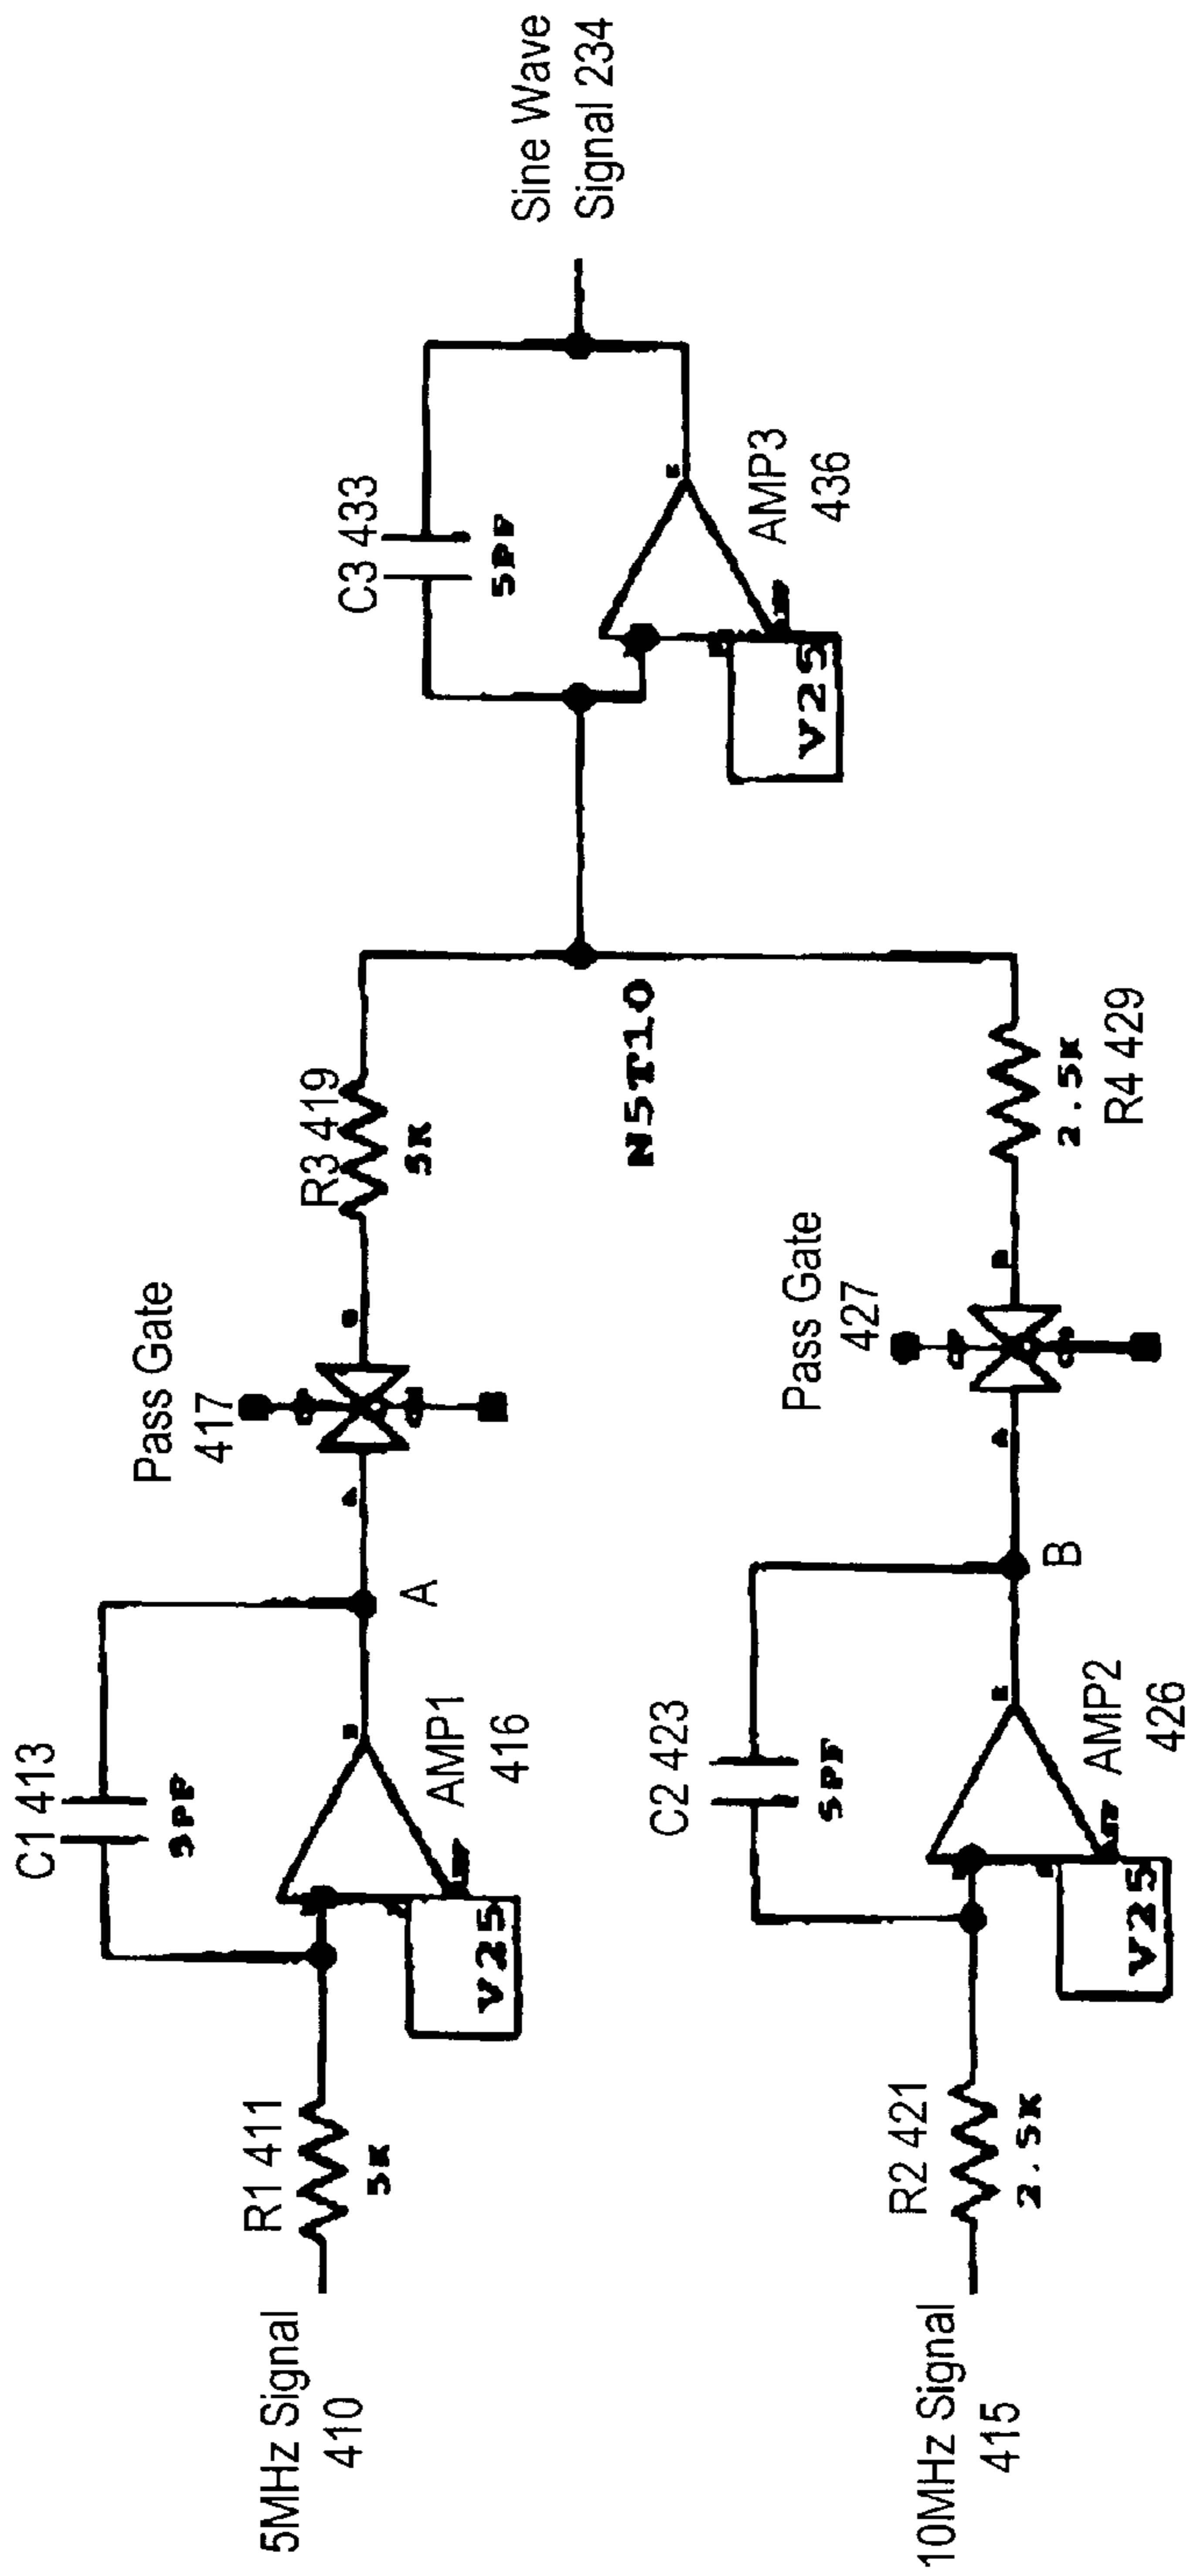 C1 413
5MHz Signal
410
R1 411
5K
V25
AMP1
416
A
Pass Gate
417
R3 419
5K
N5T10
C3 433
5PF
V25
AMP3
436
Sine Wave
Signal 234
10MHz Signal
415
R2 421
2.5K
C2 423
5PF
V25
AMP2
426
B
Pass Gate
427
2.5K
R4 429